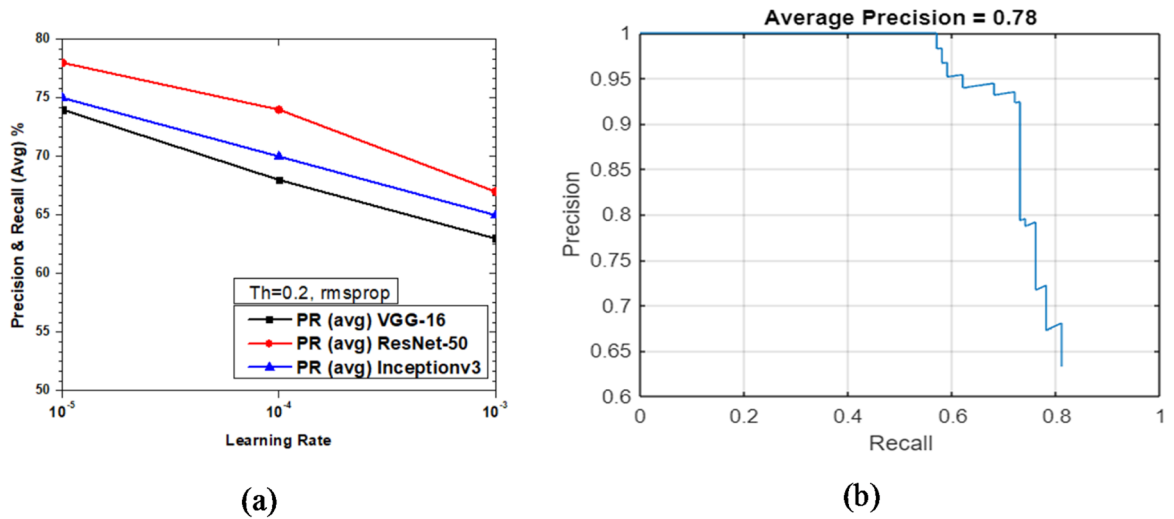 80
75
70
65
60
55
50
Precision & Recall (Avg) %
Th=0.2, rmsprop
PR (avg) VGG-16
PR (avg) ResNet-50
PR (avg) Inceptionv3
10⁻⁵ 10⁻⁴ 10⁻³
Learning Rate
(a)
Average Precision = 0.78
1
0.95
0.9
0.85
0.8
0.75
0.7
0.65
0.6
Precision
0 0.2 0.4 0.6 0.8 1
Recall
(b)